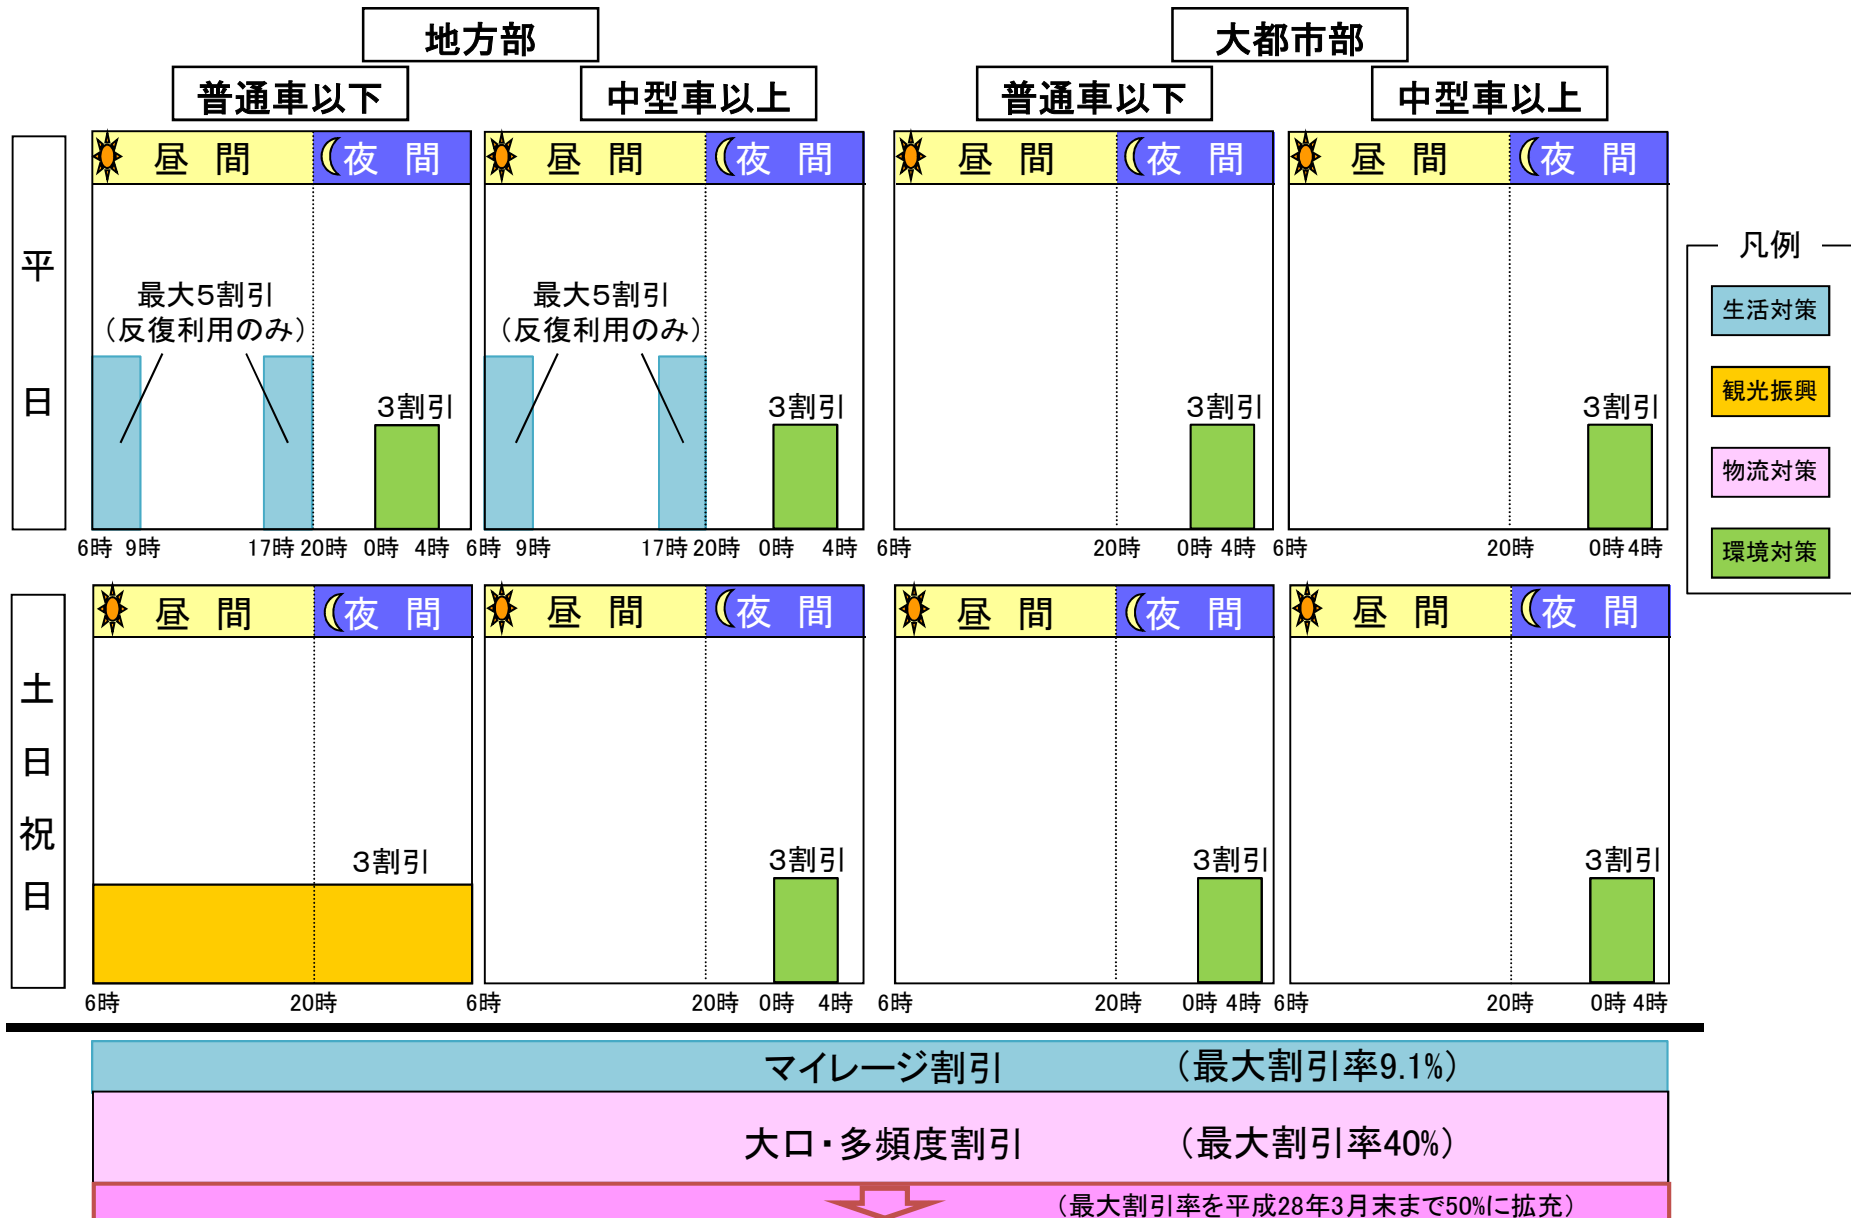 地方部
大都市部
普通車以下
中型車以上
普通車以下
中型車以上
平日
昼間
夜間
昼間
夜間
昼間
夜間
昼間
夜間
最大5割引
(反復利用のみ)
最大5割引
(反復利用のみ)
3割引
3割引
3割引
3割引
6時 9時 17時 20時 0時 4時
6時 9時 17時 20時 0時 4時
6時 20時 0時 4時
6時 20時 0時 4時
凡例
生活対策
観光振興
物流対策
環境対策
土日祝日
昼間
夜間
昼間
夜間
昼間
夜間
昼間
夜間
3割引
3割引
3割引
3割引
6時 20時
6時 20時 0時 4時
6時 20時 0時 4時
6時 20時 0時 4時
マイレージ割引 (最大割引率9.1%)
大口・多頻度割引 (最大割引率40%)
(最大割引率を平成28年3月末まで50%に拡充)